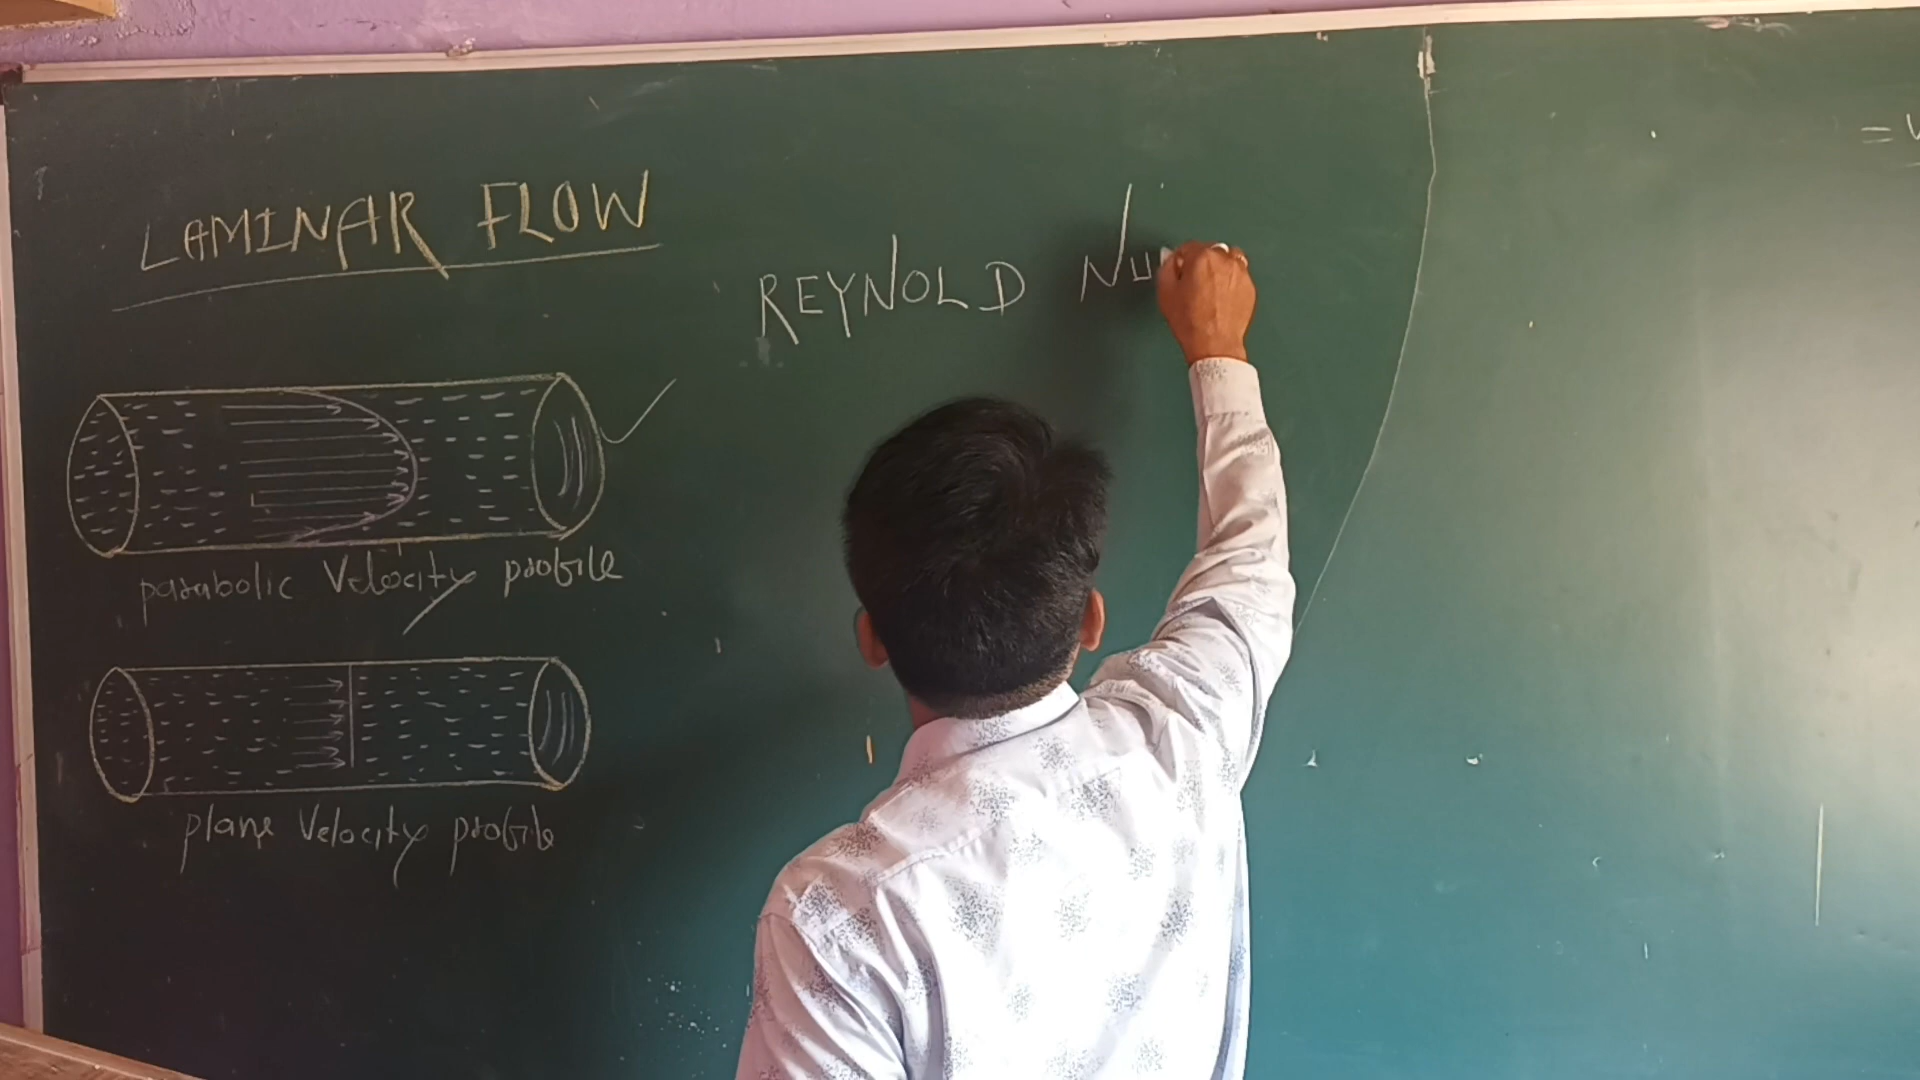 LAMINAR FLOW
REYNOLD NU
parabolic Velocity profile
plane Velocity profile